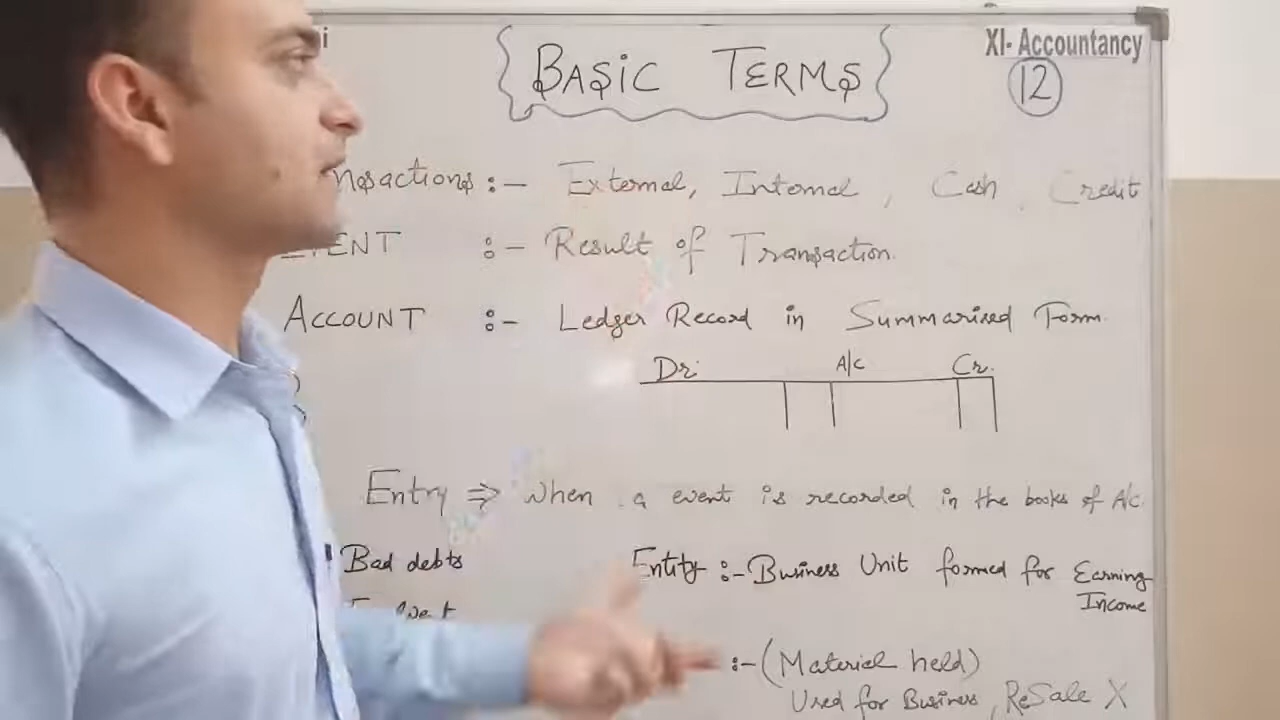 XI- Accountancy
BASIC TERMS
12
:- External, Internal, Cash, Credit
:- Result of Transaction.
ACCOUNT :- Ledger Record in Summarised Form.
Dr. A/c Cr.
Entry ⇒ When a event is recorded in the books of A/c.
Bad debts
Entity :- Business Unit formed for Earning
Income
:- (Material held)
Used for Business, ReSale X